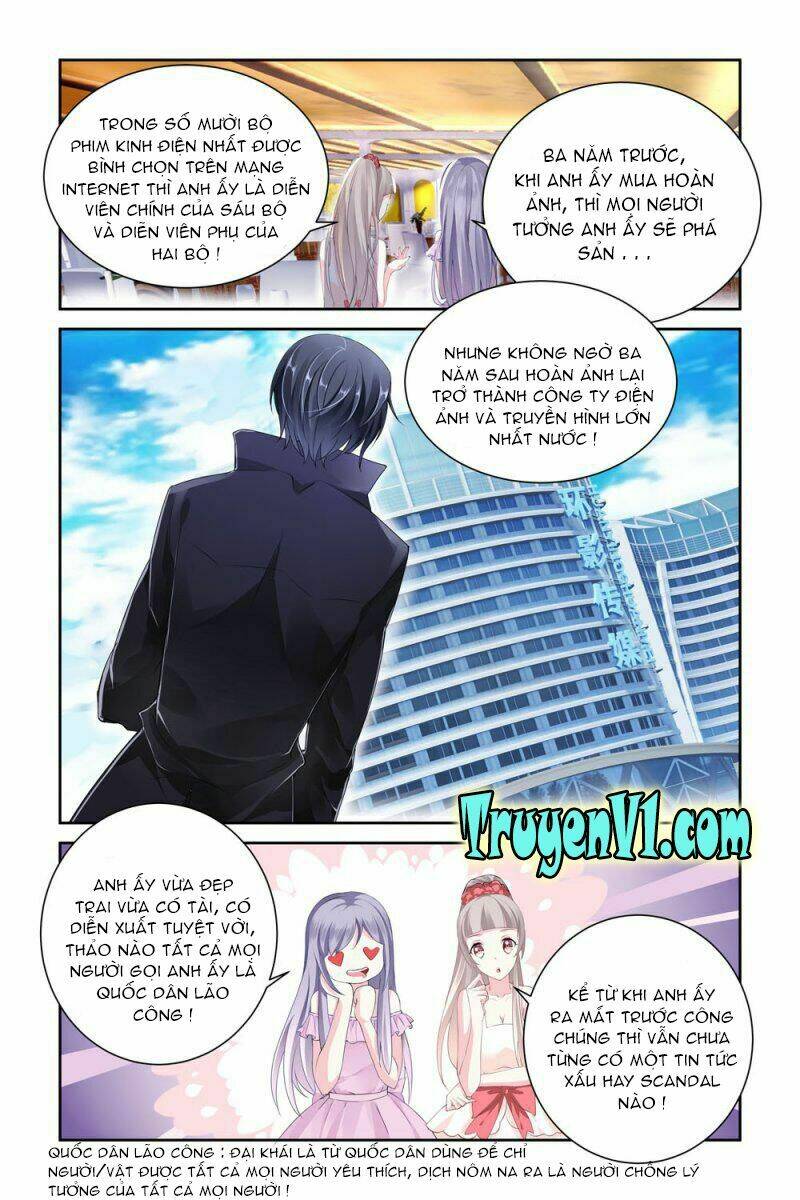 TRONG SỐ MƯỜI BỘ
PHIM KINH ĐIỆN NHẤT ĐƯỢC
BÌNH CHỌN TRÊN MẠNG
INTERNET THÌ ANH ẤY LÀ DIỄN
VIÊN CHÍNH CỦA SÁU BỘ
VÀ DIỄN VIÊN PHỤ CỦA
HAI BỘ !
BA NĂM TRƯỚC,
KHI ANH ẤY MUA HOÀN
ẢNH, THÌ MỌI NGƯỜI
TƯỞNG ANH ẤY SẼ PHÁ
SẢN . . .
NHƯNG KHÔNG NGỜ BA
NĂM SAU HOÀN ẢNH LẠI
TRỞ THÀNH CÔNG TY ĐIỆN
ẢNH VÀ TRUYỀN HÌNH LỚN
NHẤT NƯỚC !
环影传媒
TruyenV1.com
ANH ẤY VỪA ĐẸP
TRAI VỪA CÓ TÀI, CÓ
DIỄN XUẤT TUYỆT VỜI,
THẢO NÀO TẤT CẢ MỌI
NGƯỜI GỌI ANH ẤY LÀ
QUỐC DÂN LÃO
CÔNG !
KỂ TỪ KHI ANH ẤY
RA MẮT TRƯỚC CÔNG
CHÚNG THÌ VẪN CHƯA
TỪNG CÓ MỘT TIN TỨC
XẤU HAY SCANDAL
NÀO !
QUỐC DÂN LÃO CÔNG : ĐẠI KHÁI LÀ TỪ QUỐC DÂN DÙNG ĐỂ CHỈ
NGƯỜI/VẬT ĐƯỢC TẤT CẢ MỌI NGƯỜI YÊU THÍCH, DỊCH NÔM NA RA LÀ NGƯỜI CHỒNG LÝ
TƯỞNG CỦA TẤT CẢ MỌI NGƯỜI !